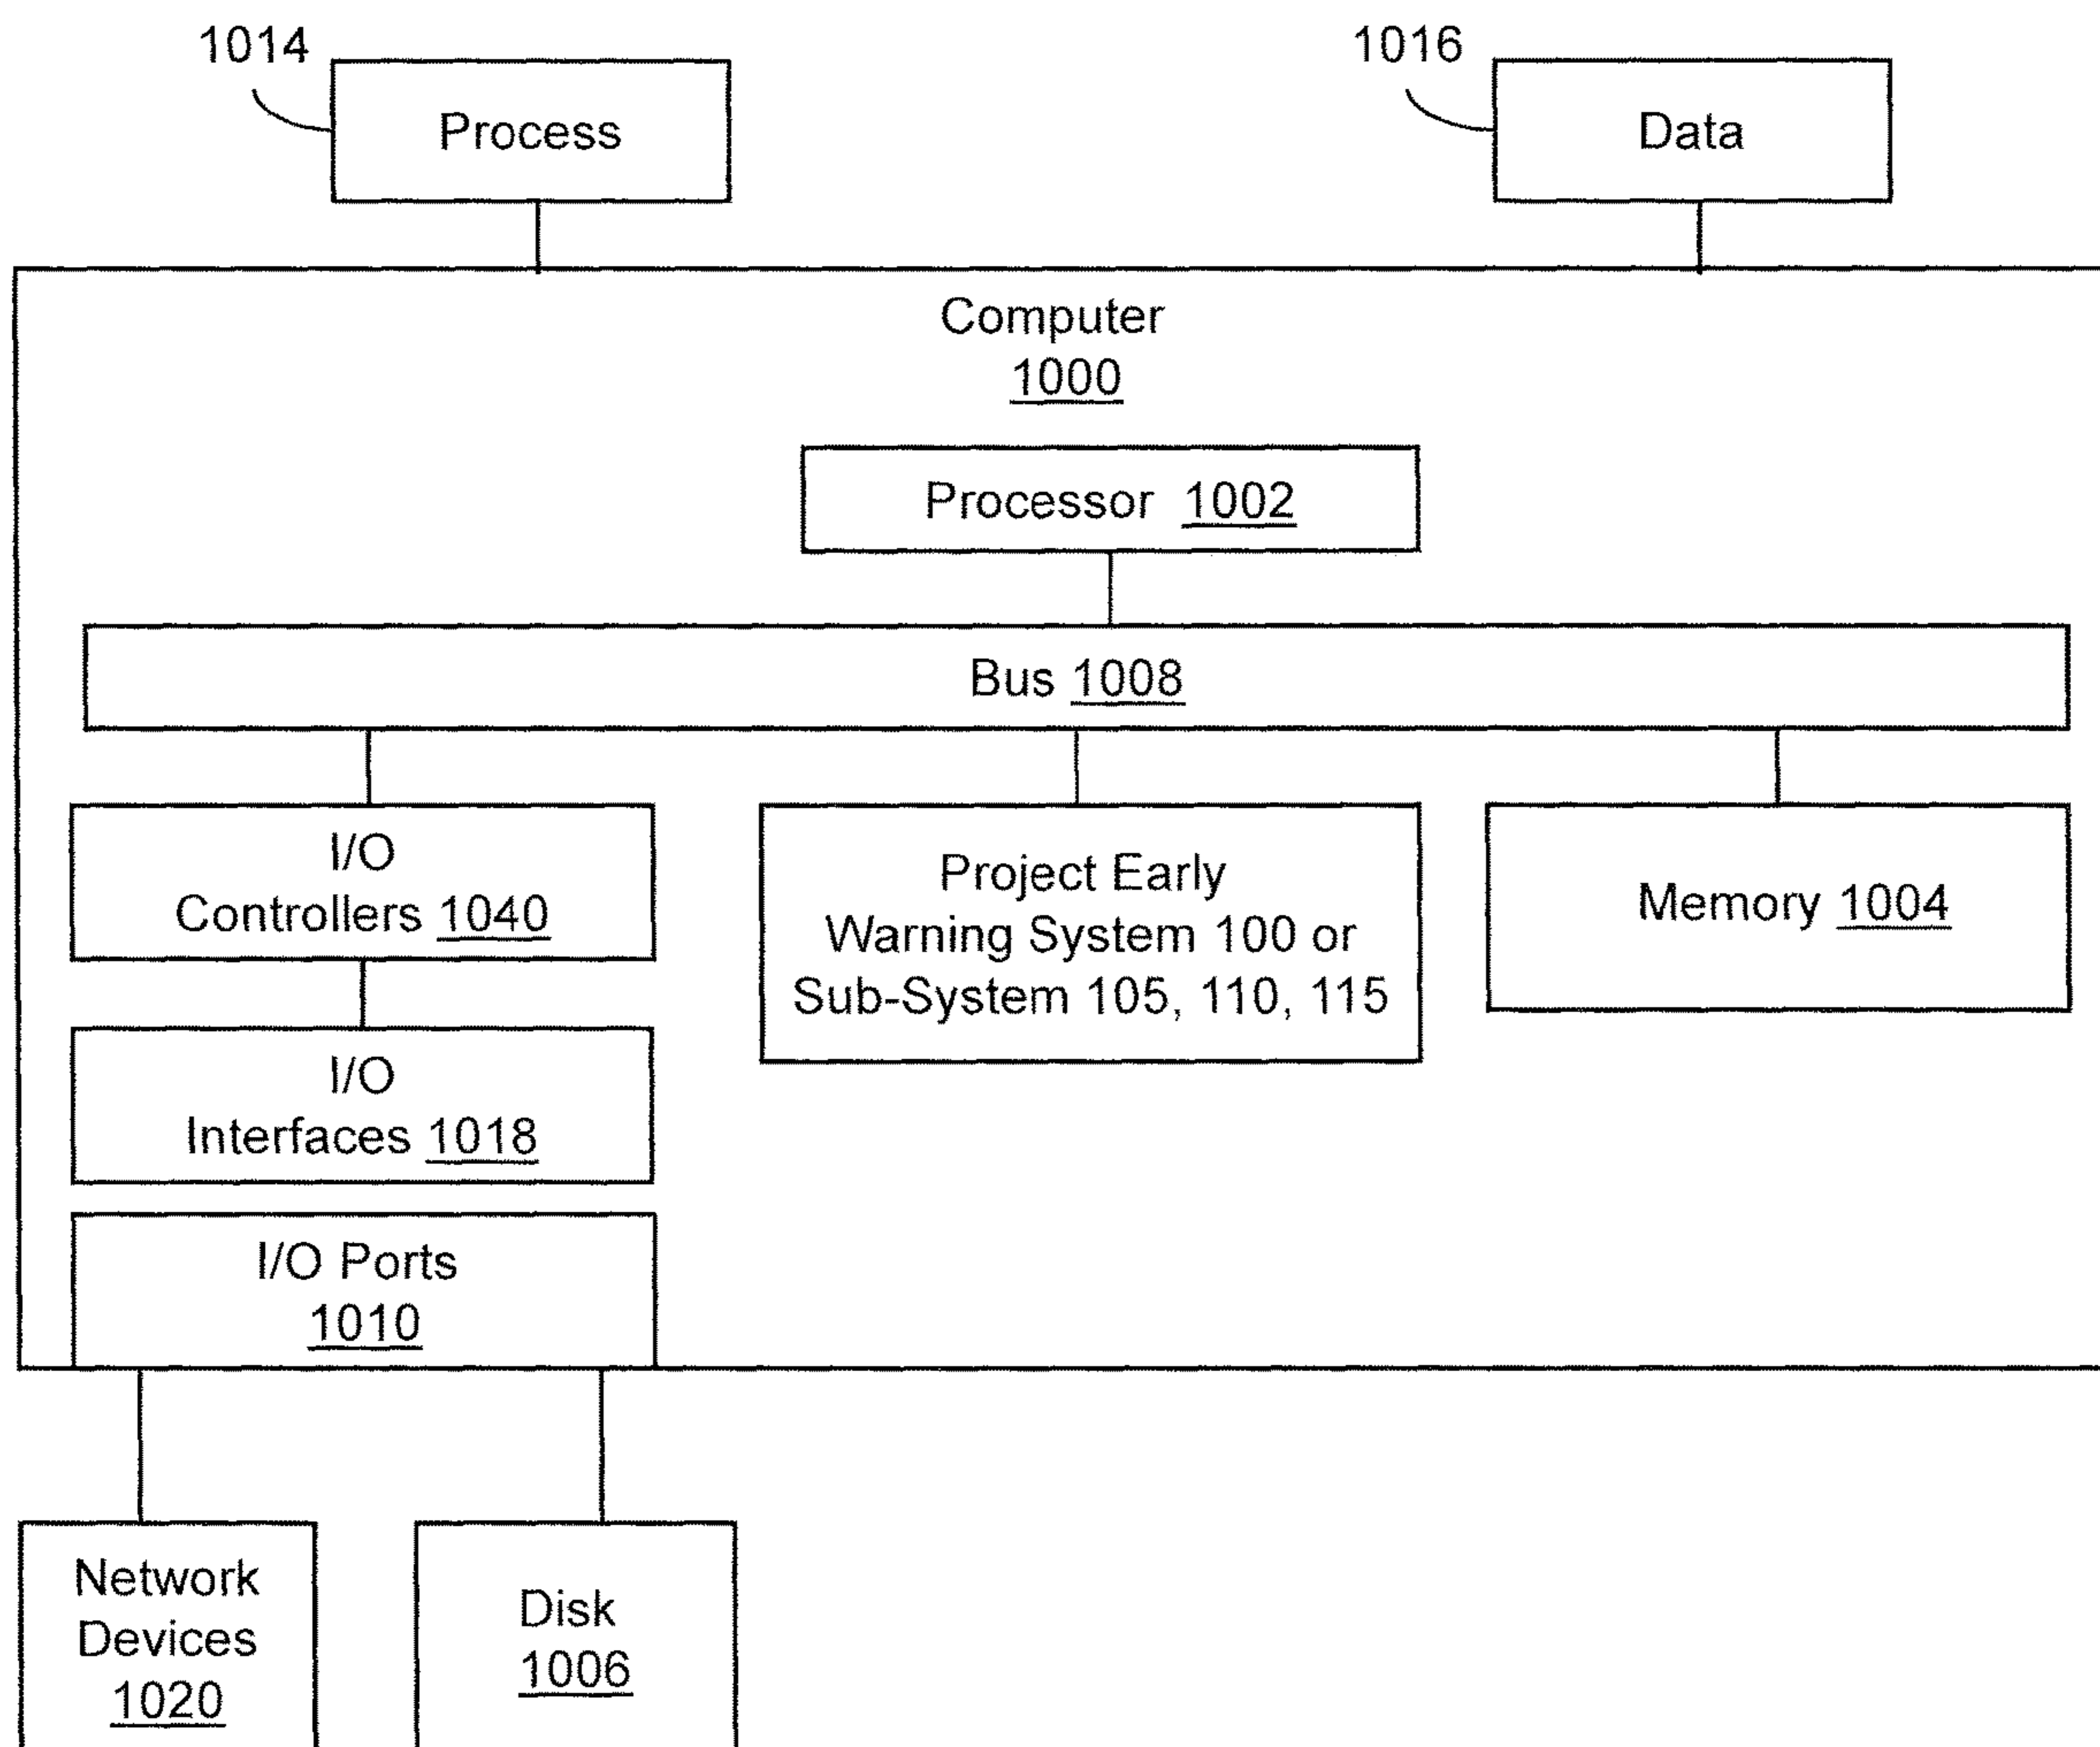 1014
Process
1016
Data
Computer
1000
Processor 1002
Bus 1008
I/O
Controllers 1040
Project Early
Warning System 100 or
Sub-System 105, 110, 115
Memory 1004
I/O
Interfaces 1018
I/O Ports
1010
Network
Devices
1020
Disk
1006